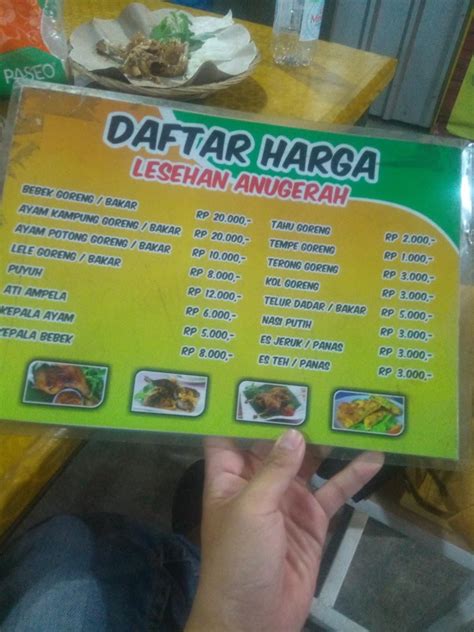 PASEO
DAFTAR HARGA
LESEHAN ANUGERAH
BEBEK GORENG / BAKAR RP 20.000,-
AYAM KAMPUNG GORENG / BAKAR RP 20.000,-
AYAM POTONG GORENG / BAKAR RP 10.000,-
LELE GORENG / BAKAR RP 8.000,-
PUYUH RP 12.000,-
ATI AMPELA RP 6.000,-
KEPALA AYAM RP 5.000,-
KEPALA BEBEK RP 8.000,-
TAHU GORENG RP 2.000,-
TEMPE GORENG RP 1.000,-
TERONG GORENG RP 3.000,-
KOL GORENG RP 3.000,-
TELUR DADAR / BAKAR RP 5.000,-
NASI PUTIH RP 3.000,-
ES JERUK / PANAS RP 3.000,-
ES TEH / PANAS RP 3.000,-